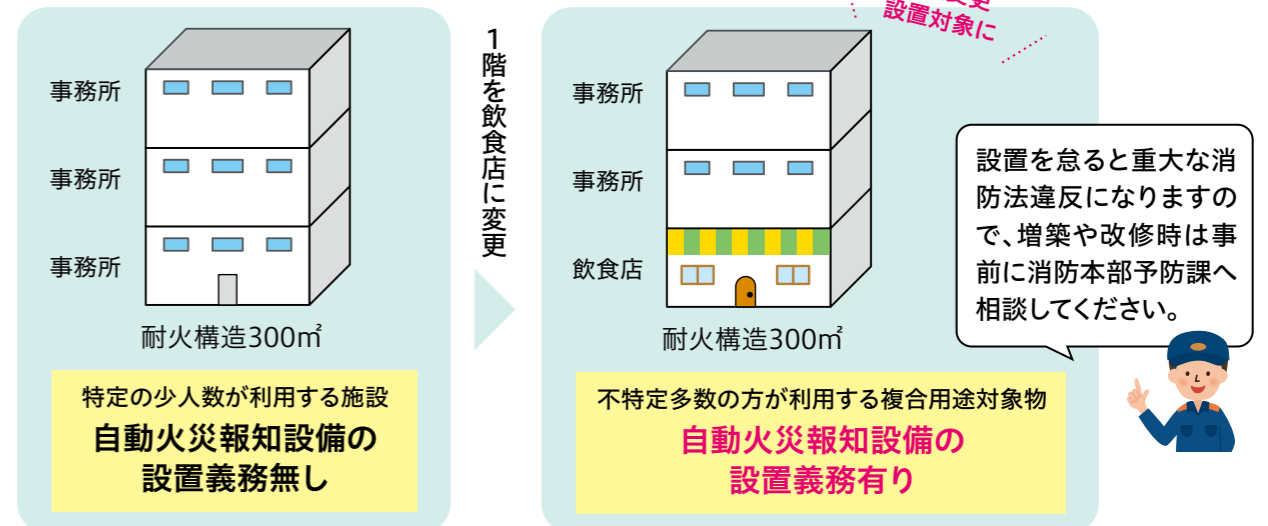 事務所
事務所
事務所
耐火構造300㎡
特定の少人数が利用する施設
自動火災報知設備の
設置義務無し
1階を飲食店に変更
設置対象に
事務所
事務所
飲食店
耐火構造300㎡
不特定多数の方が利用する複合用途対象物
自動火災報知設備の
設置義務有り
設置を怠ると重大な消
防法違反になりますの
で、増築や改修時は事
前に消防本部予防課へ
相談してください。